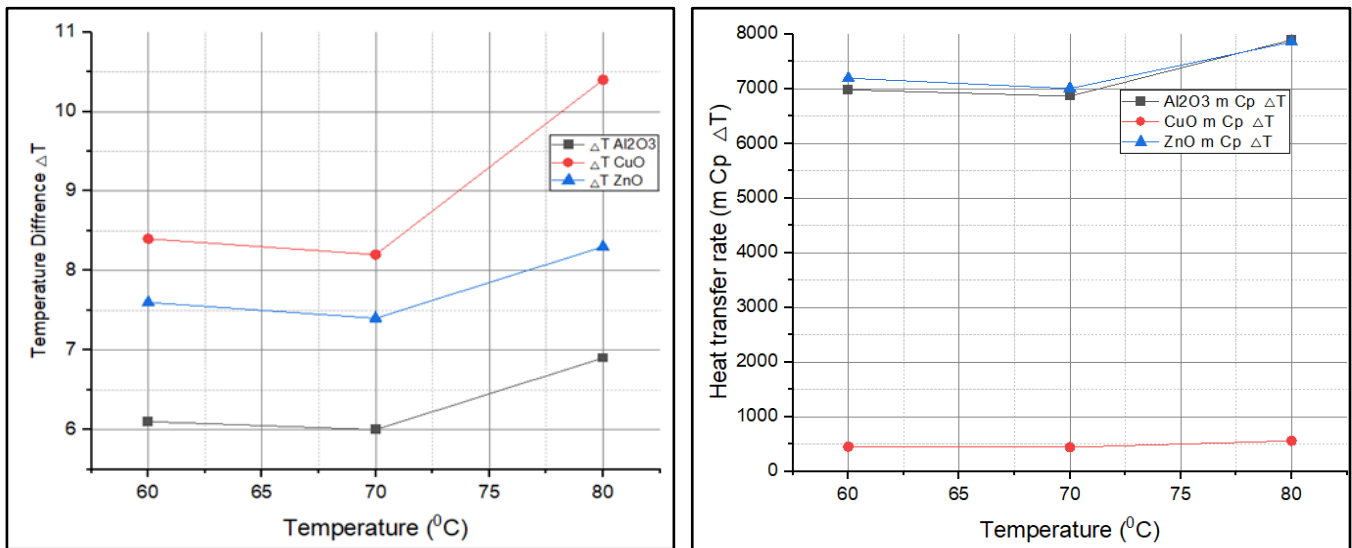 11
10
9
8
7
6
Temperature Diffrence △T
△T Al2O3
△T CuO
△T ZnO
60
65
70
75
80
Temperature (⁰C)
8000
7000
6000
5000
4000
3000
2000
1000
0
Heat transfer rate (m Cp △T)
Al2O3 m Cp △T
CuO m Cp △T
ZnO m Cp △T
60
65
70
75
80
Temperature (⁰C)